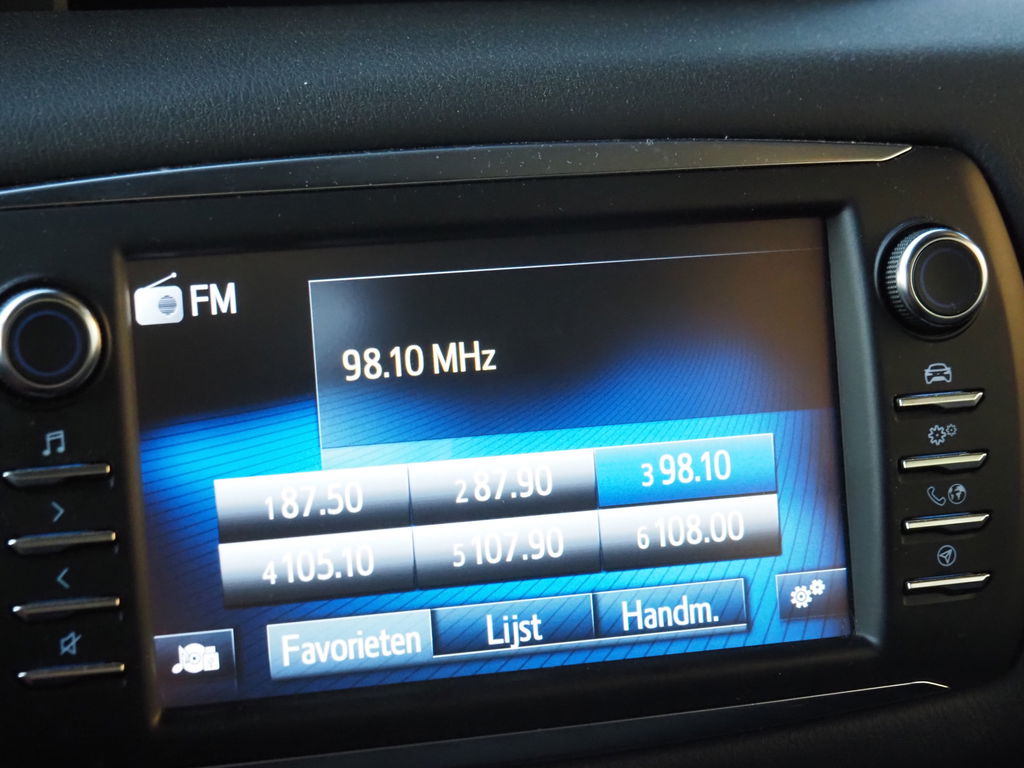 FM
98.10 MHz
1 87.50 2 87.90 3 98.10
4 105.10 5 107.90 6 108.00
Favorieten Lijst Handm.